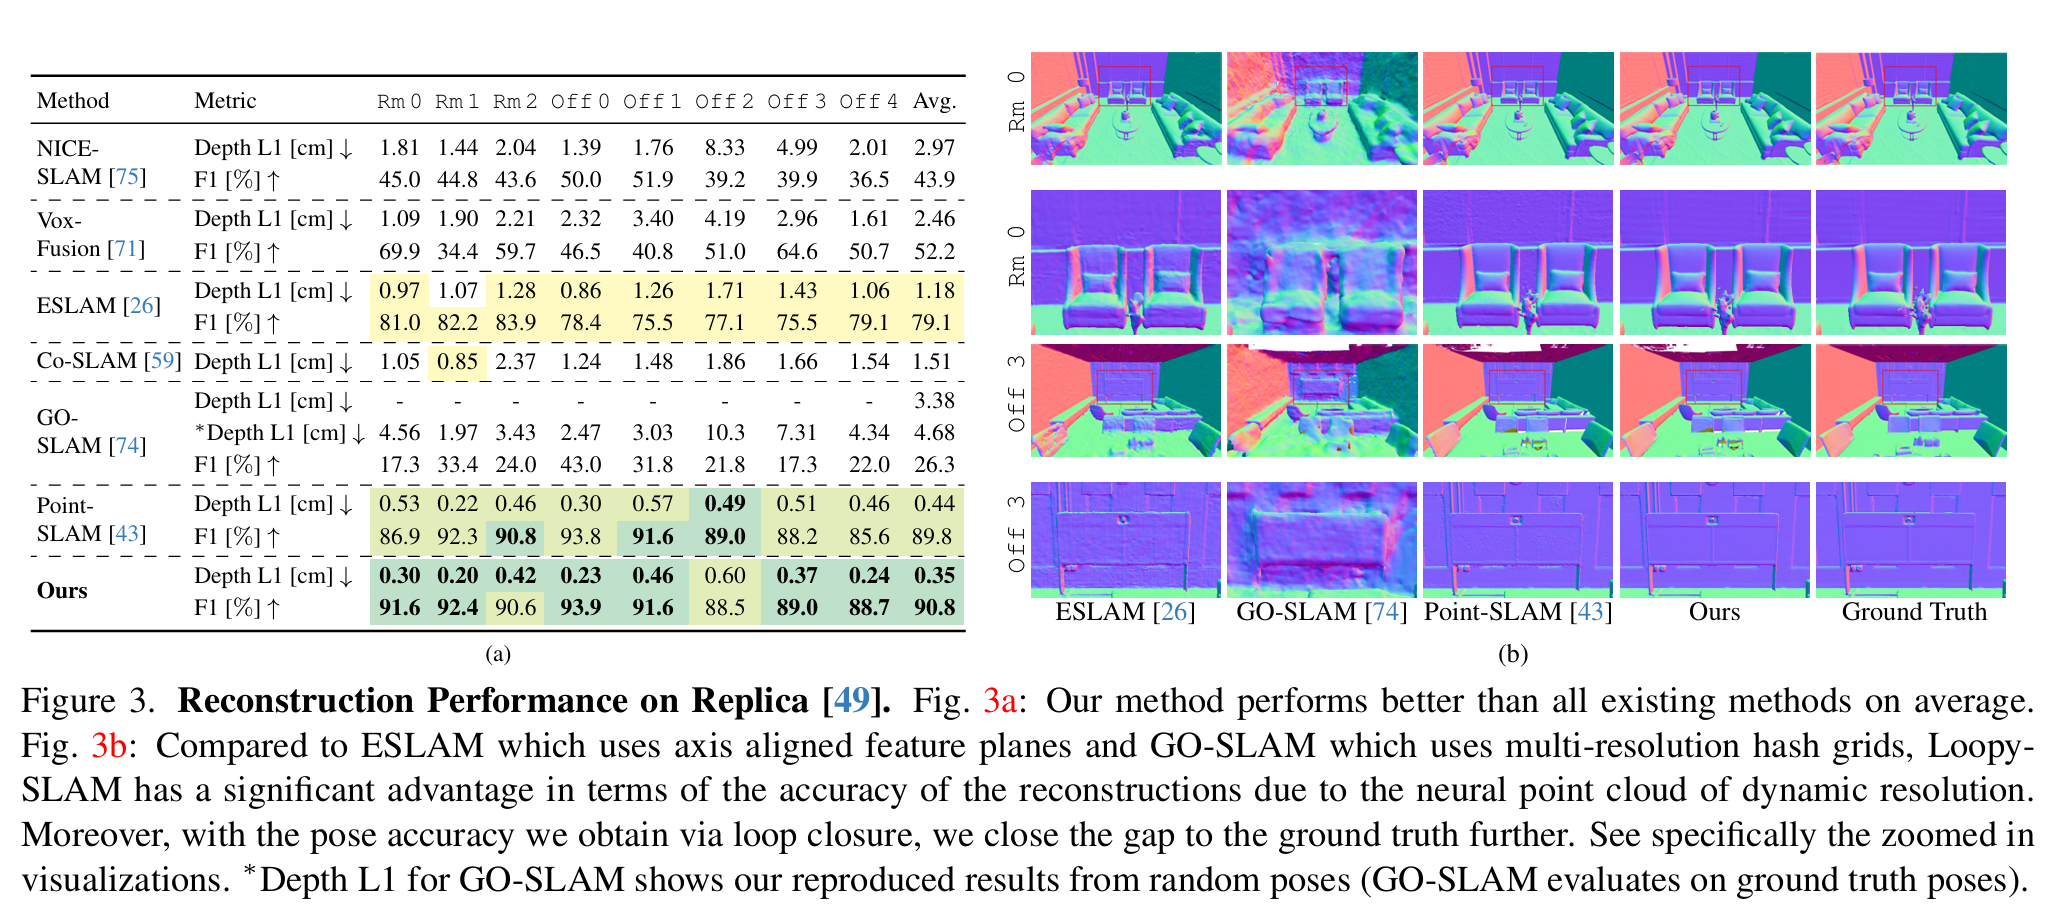 Method Metric Rm 0 Rm 1 Rm 2 Off 0 Off 1 Off 2 Off 3 Off 4 Avg.
NICE-
SLAM [75]
Depth L1 [cm] ↓ 1.81 1.44 2.04 1.39 1.76 8.33 4.99 2.01 2.97
F1 [%] ↑ 45.0 44.8 43.6 50.0 51.9 39.2 39.9 36.5 43.9
Vox-
Fusion [71]
Depth L1 [cm] ↓ 1.09 1.90 2.21 2.32 3.40 4.19 2.96 1.61 2.46
F1 [%] ↑ 69.9 34.4 59.7 46.5 40.8 51.0 64.6 50.7 52.2
ESLAM [26]
Depth L1 [cm] ↓ 0.97 1.07 1.28 0.86 1.26 1.71 1.43 1.06 1.18
F1 [%] ↑ 81.0 82.2 83.9 78.4 75.5 77.1 75.5 79.1 79.1
Co-SLAM [59] Depth L1 [cm] ↓ 1.05 0.85 2.37 1.24 1.48 1.86 1.66 1.54 1.51
GO-
SLAM [74]
Depth L1 [cm] ↓ - - - - - - - - 3.38
*Depth L1 [cm] ↓ 4.56 1.97 3.43 2.47 3.03 10.3 7.31 4.34 4.68
F1 [%] ↑ 17.3 33.4 24.0 43.0 31.8 21.8 17.3 22.0 26.3
Point-
SLAM [43]
Depth L1 [cm] ↓ 0.53 0.22 0.46 0.30 0.57 0.49 0.51 0.46 0.44
F1 [%] ↑ 86.9 92.3 90.8 93.8 91.6 89.0 88.2 85.6 89.8
Ours
Depth L1 [cm] ↓ 0.30 0.20 0.42 0.23 0.46 0.60 0.37 0.24 0.35
F1 [%] ↑ 91.6 92.4 90.6 93.9 91.6 88.5 89.0 88.7 90.8
(a)
Rm 0
Rm 0
Off 3
Off 3
ESLAM [26] GO-SLAM [74] Point-SLAM [43] Ours Ground Truth
(b)
Figure 3. Reconstruction Performance on Replica [49]. Fig. 3a: Our method performs better than all existing methods on average.
Fig. 3b: Compared to ESLAM which uses axis aligned feature planes and GO-SLAM which uses multi-resolution hash grids, Loopy-
SLAM has a significant advantage in terms of the accuracy of the reconstructions due to the neural point cloud of dynamic resolution.
Moreover, with the pose accuracy we obtain via loop closure, we close the gap to the ground truth further. See specifically the zoomed in
visualizations. *Depth L1 for GO-SLAM shows our reproduced results from random poses (GO-SLAM evaluates on ground truth poses).